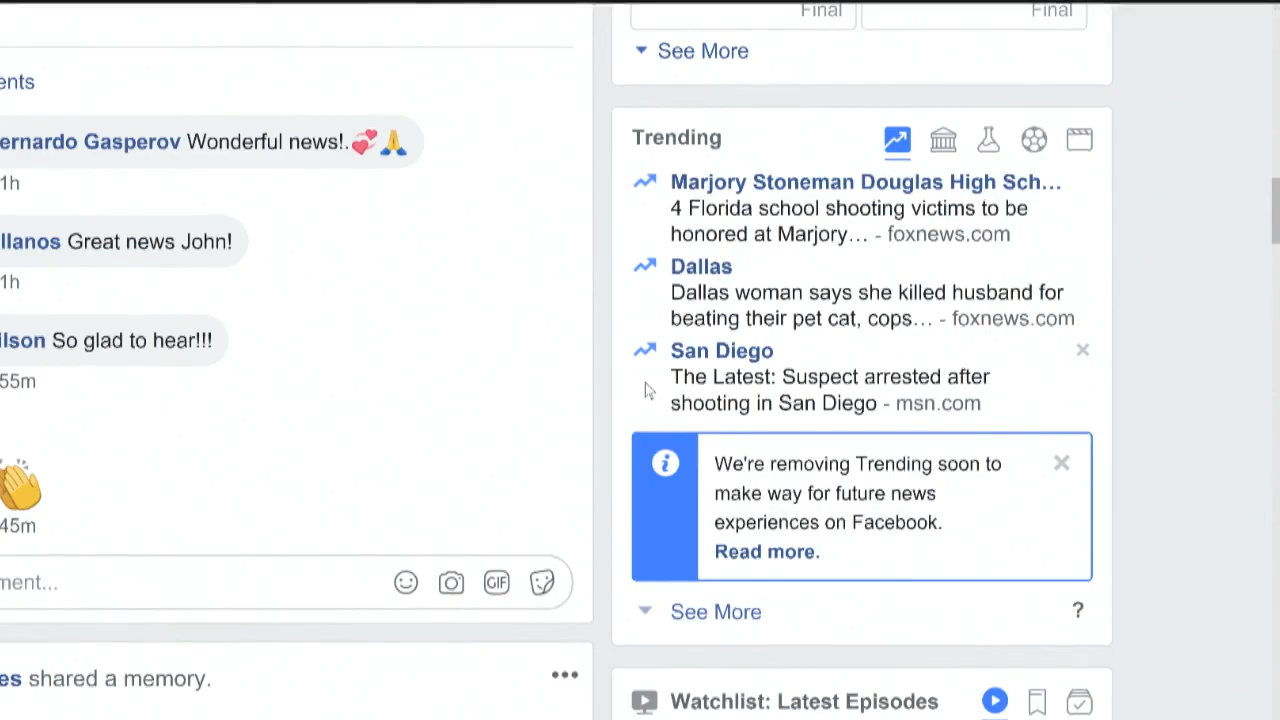 Final Final
See More
ents
ernardo Gasperov Wonderful news!.💞🙏
1h
llanos Great news John!
1h
lson So glad to hear!!!
55m
45m
ment...
GIF
es shared a memory.
Trending
Marjory Stoneman Douglas High Sch...
4 Florida school shooting victims to be
honored at Marjory... - foxnews.com
Dallas
Dallas woman says she killed husband for
beating their pet cat, cops... - foxnews.com
San Diego
The Latest: Suspect arrested after
shooting in San Diego - msn.com
We're removing Trending soon to
make way for future news
experiences on Facebook.
Read more.
See More ?
Watchlist: Latest Episodes